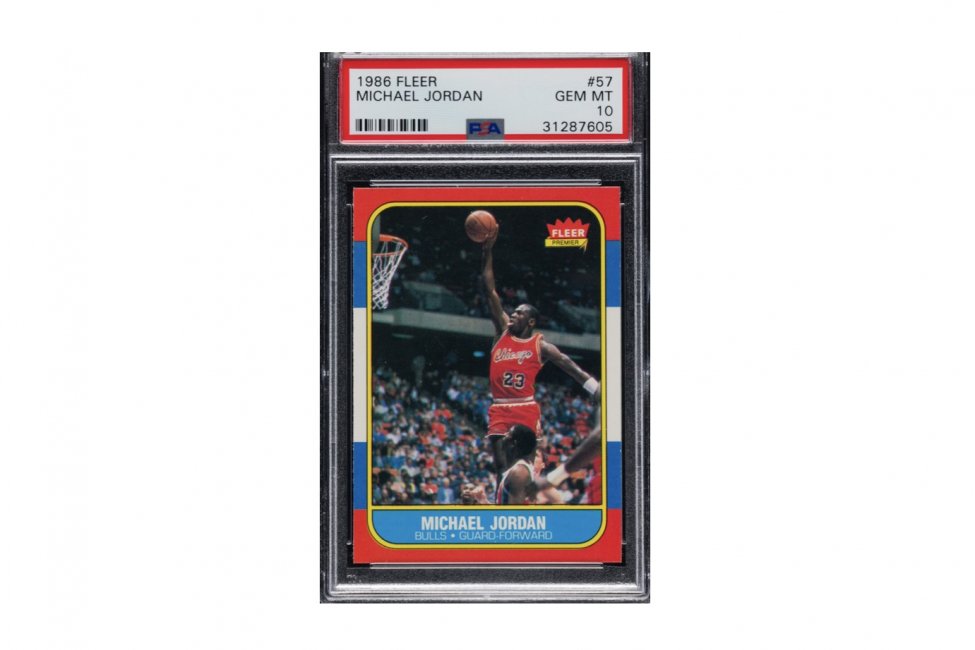 1986 FLEER #57
MICHAEL JORDAN GEM MT
10
PSA 31287605
FLEER
PREMIER
Chicago
23
MICHAEL JORDAN
BULLS • GUARD-FORWARD